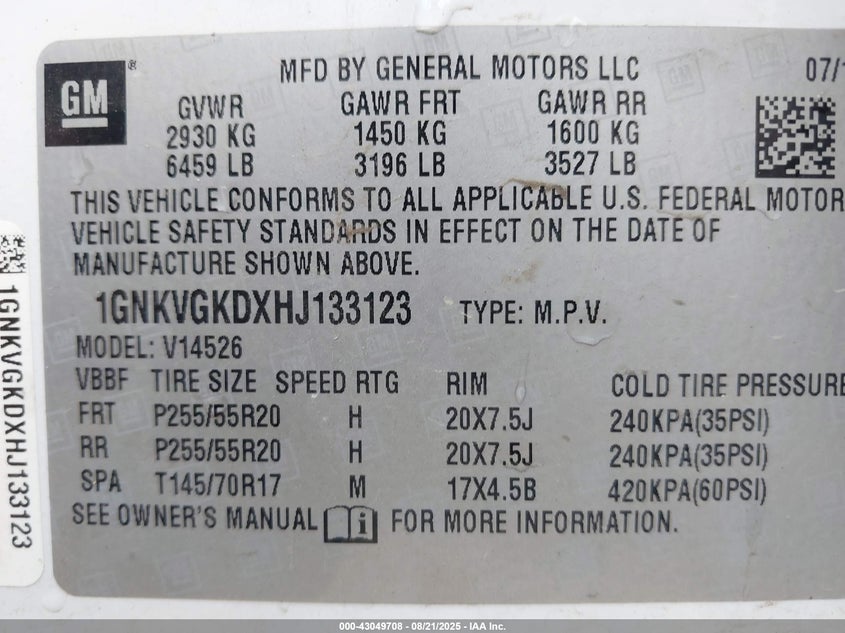 GM
MFD BY GENERAL MOTORS LLC 07/1
GVWR GAWR FRT GAWR RR
2930 KG 1450 KG 1600 KG
6459 LB 3196 LB 3527 LB
THIS VEHICLE CONFORMS TO ALL APPLICABLE U.S. FEDERAL MOTOR
VEHICLE SAFETY STANDARDS IN EFFECT ON THE DATE OF
MANUFACTURE SHOWN ABOVE.
1GNKVGKDXHJ133123 TYPE: M.P.V.
MODEL: V14526
VBBF TIRE SIZE SPEED RTG RIM COLD TIRE PRESSURE
FRT P255/55R20 H 20X7.5J 240KPA(35PSI)
RR P255/55R20 H 20X7.5J 240KPA(35PSI)
SPA T145/70R17 M 17X4.5B 420KPA(60PSI)
SEE OWNER'S MANUAL i FOR MORE INFORMATION.
1GNKVGKDXHJ133123
000-43049708 - 08/21/2025 - IAA Inc.